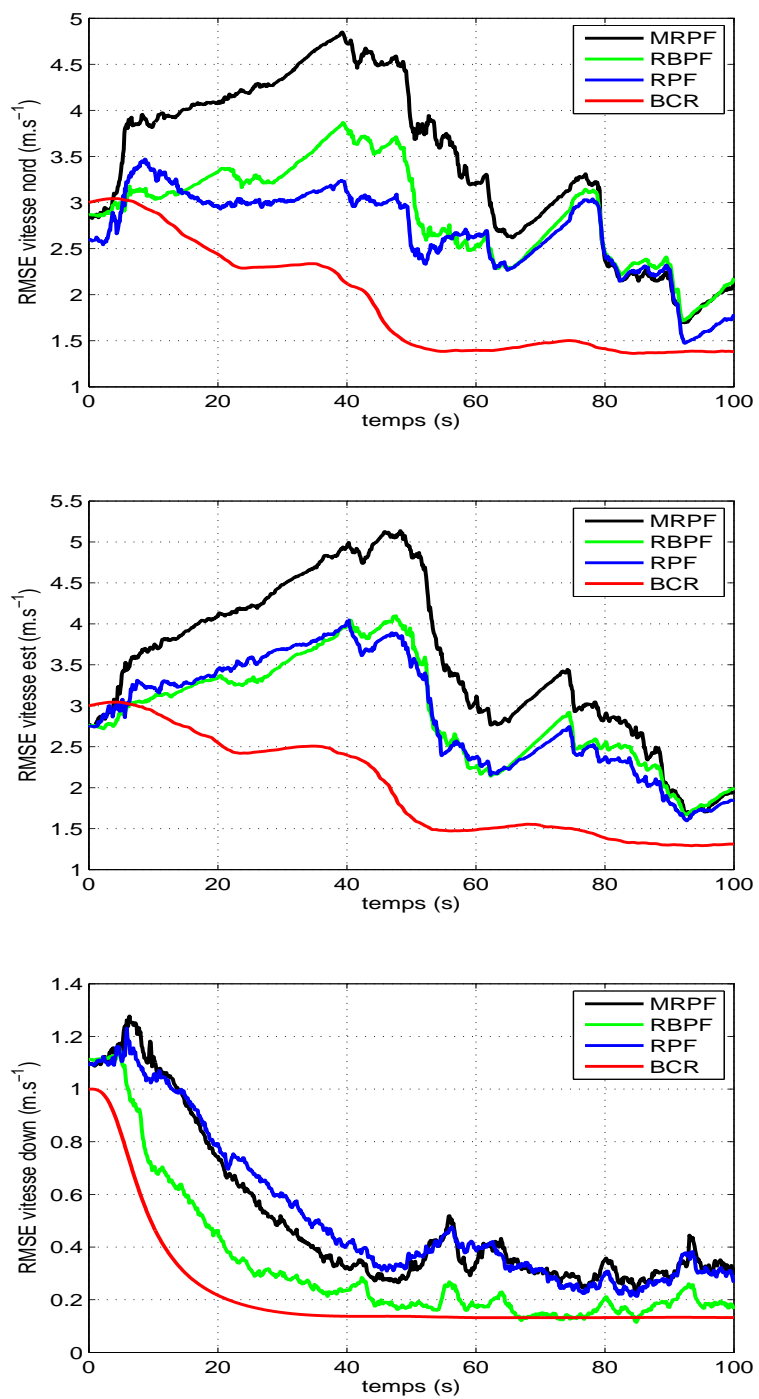 5
4.5
4
3.5
3
2.5
2
1.5
1
RMSE vitesse nord (m.s⁻¹)
MRPF
RBPF
RPF
BCR
0 20 40 60 80 100
temps (s)
5.5
5
4.5
4
3.5
3
2.5
2
1.5
1
RMSE vitesse est (m.s⁻¹)
MRPF
RBPF
RPF
BCR
0 20 40 60 80 100
temps (s)
1.4
1.2
1
0.8
0.6
0.4
0.2
0
RMSE vitesse down (m.s⁻¹)
MRPF
RBPF
RPF
BCR
0 20 40 60 80 100
temps (s)